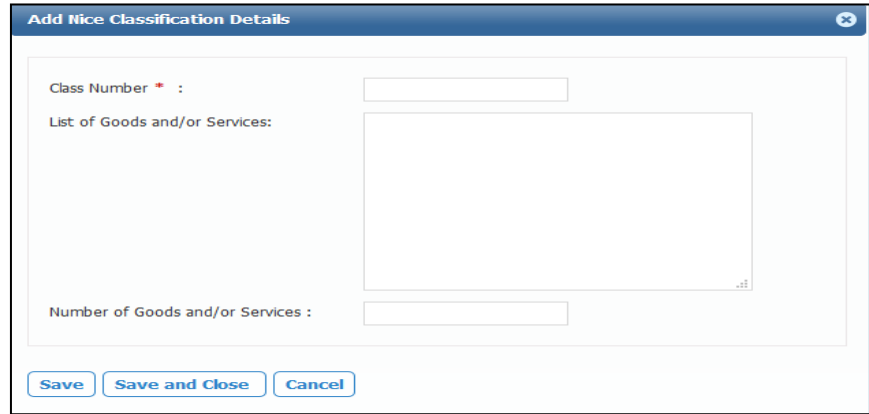 Add Nice Classification Details
Class Number * :
List of Goods and/or Services:
Number of Goods and/or Services :
Save Save and Close Cancel